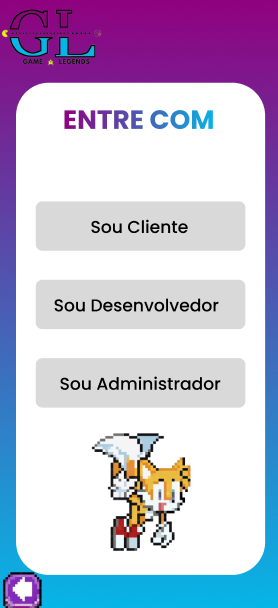 GL
GAME LEGENDS
ENTRE COM
Sou Cliente
Sou Desenvolvedor
Sou Administrador